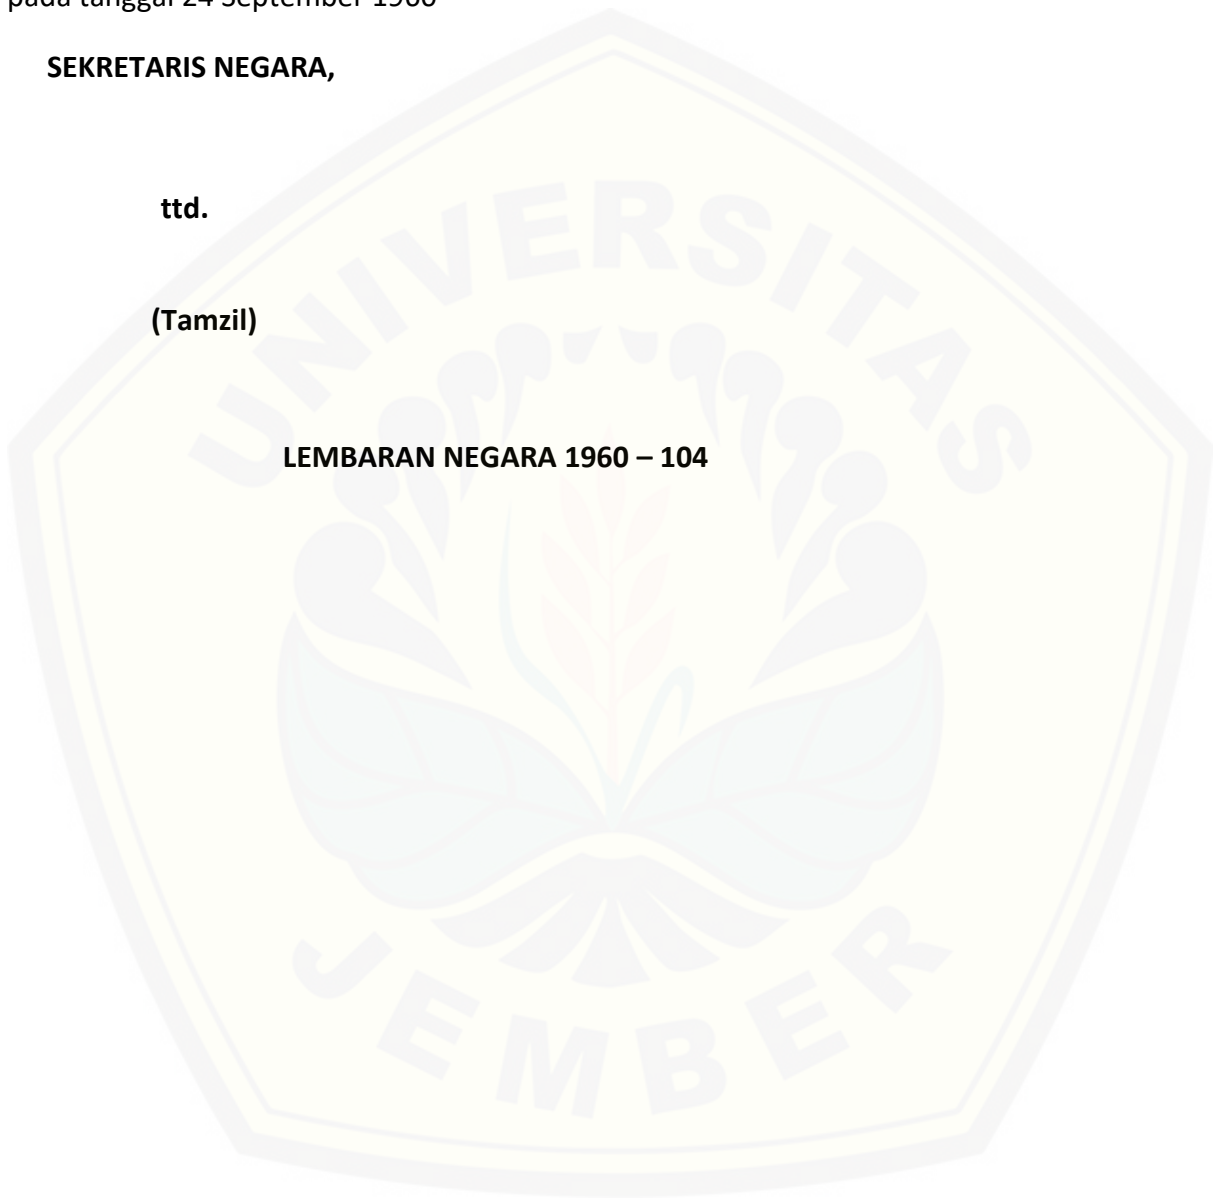 pada tanggal 24 September 1960
SEKRETARIS NEGARA,
ttd.
(Tamzil)
LEMBARAN NEGARA 1960 – 104
UNIVERSITAS
JEMBER